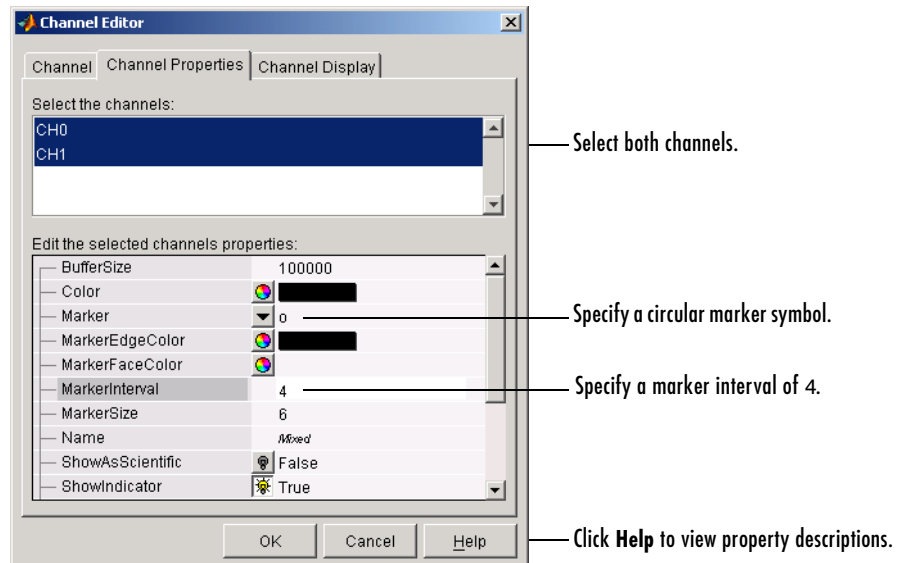 Channel Editor
Channel Channel Properties Channel Display
Select the channels:
CH0
CH1
Select both channels.
Edit the selected channels properties:
BufferSize 100000
Color
Marker o
Specify a circular marker symbol.
MarkerEdgeColor
MarkerFaceColor
MarkerInterval 4
Specify a marker interval of 4.
MarkerSize 6
Name Mixed
ShowAsScientific False
ShowIndicator True
OK Cancel Help
Click Help to view property descriptions.